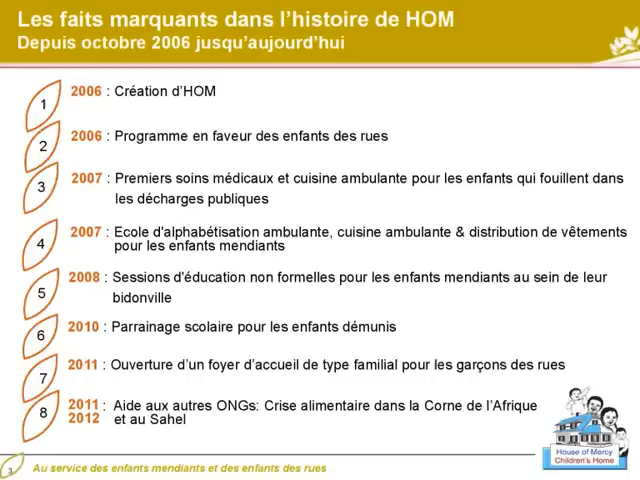 Les faits marquants dans l’histoire de HOM
Depuis octobre 2006 jusqu’aujourd’hui
1 2006 : Création d’HOM
2 2006 : Programme en faveur des enfants des rues
3 2007 : Premiers soins médicaux et cuisine ambulante pour les enfants qui fouillent dans
les décharges publiques
4 2007 : Ecole d'alphabétisation ambulante, cuisine ambulante & distribution de vêtements
pour les enfants mendiants
5 2008 : Sessions d'éducation non formelles pour les enfants mendiants au sein de leur
bidonville
6 2010 : Parrainage scolaire pour les enfants démunis
7 2011 : Ouverture d’un foyer d’accueil de type familial pour les garçons des rues
8 2011 : Aide aux autres ONGs: Crise alimentaire dans la Corne de l’Afrique
2012 et au Sahel
House of Mercy
Children's Home
3 Au service des enfants mendiants et des enfants des rues